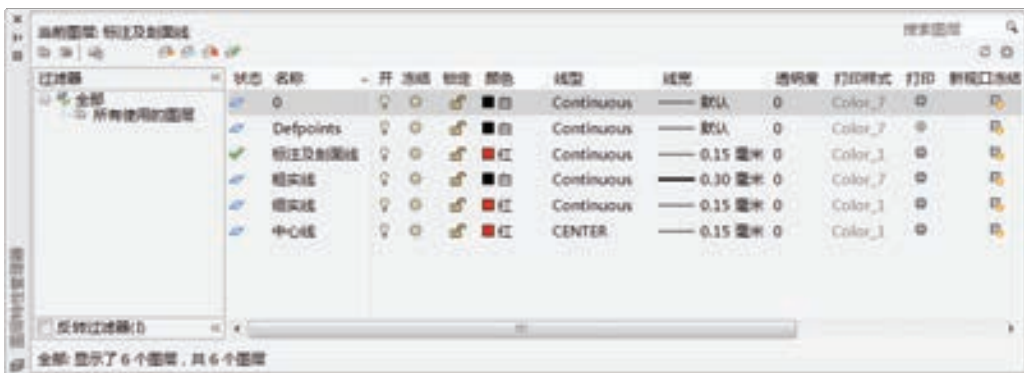 当前图层: 标注及剖面线
搜索图层
过滤器
全部
所有使用的图层
状态 名称 开 冻结 锁定 颜色 线型 线宽 透明度 打印样式 打印 新视口冻结
0 白 Continuous 默认 0 Color_7
Defpoints 白 Continuous 默认 0 Color_7
标注及剖面线 红 Continuous 0.15 毫米 0 Color_1
粗实线 白 Continuous 0.30 毫米 0 Color_7
细实线 红 Continuous 0.15 毫米 0 Color_1
中心线 红 CENTER 0.15 毫米 0 Color_1
反转过滤器(I)
全部: 显示了 6 个图层，共 6 个图层
图层特性管理器